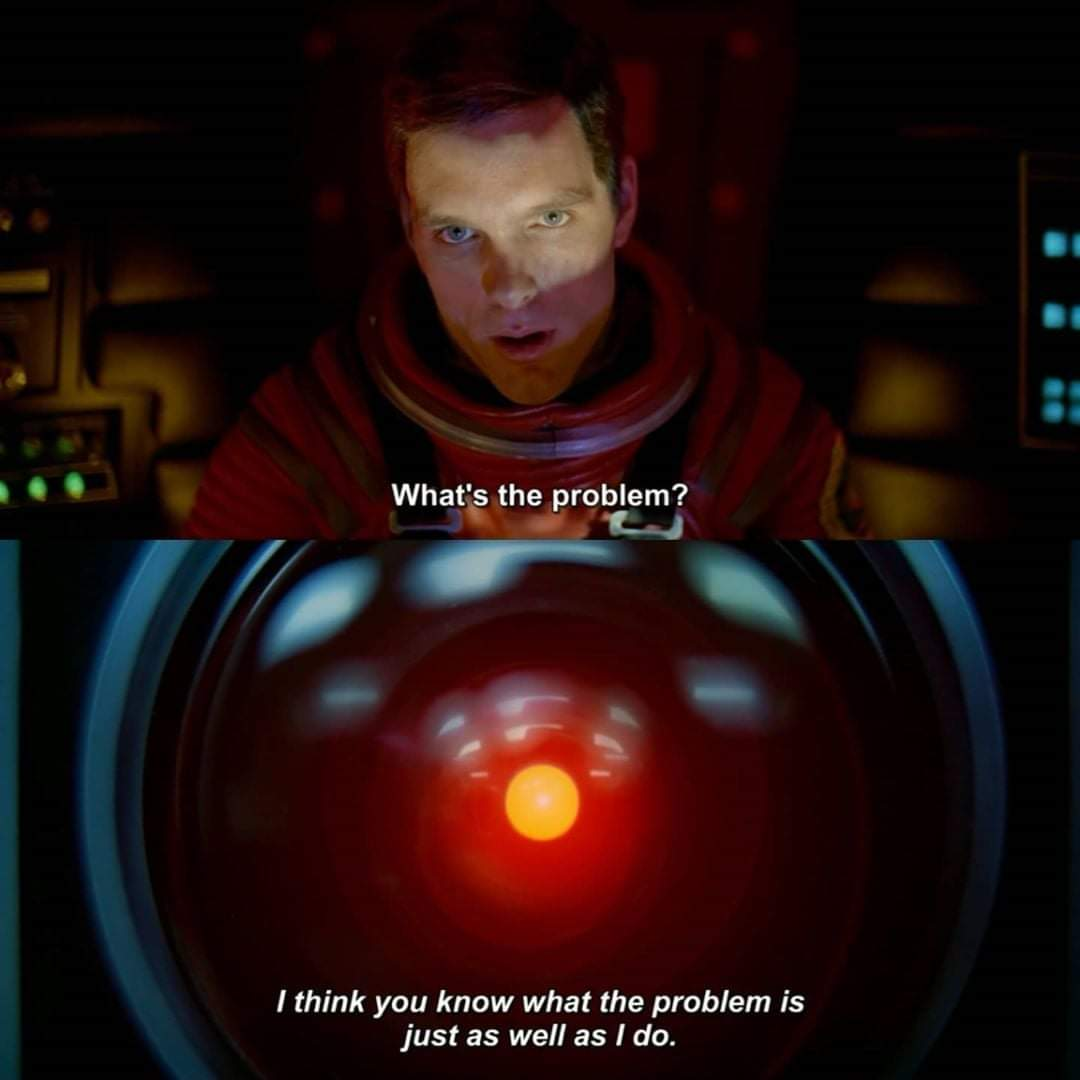 What's the problem?
I think you know what the problem is
just as well as I do.